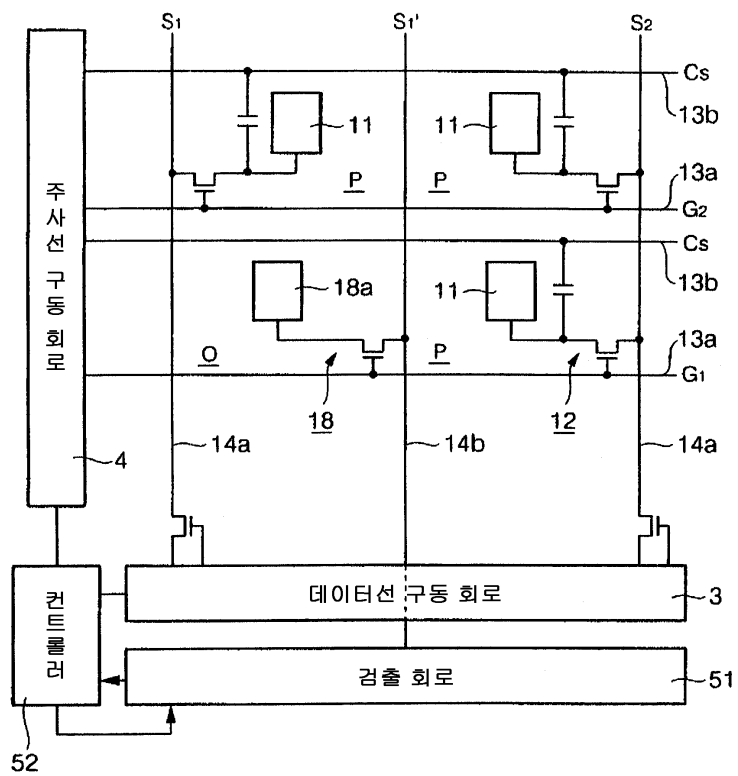 S1 S1' S2
Cs
13b
11 11
P P
13a
G2
Cs
13b
18a 11
O P
13a
G1
18 12
14a 14b 14a
주사선 구동 회로
4
데이터선 구동 회로
3
컨트롤러
검출 회로
51
52